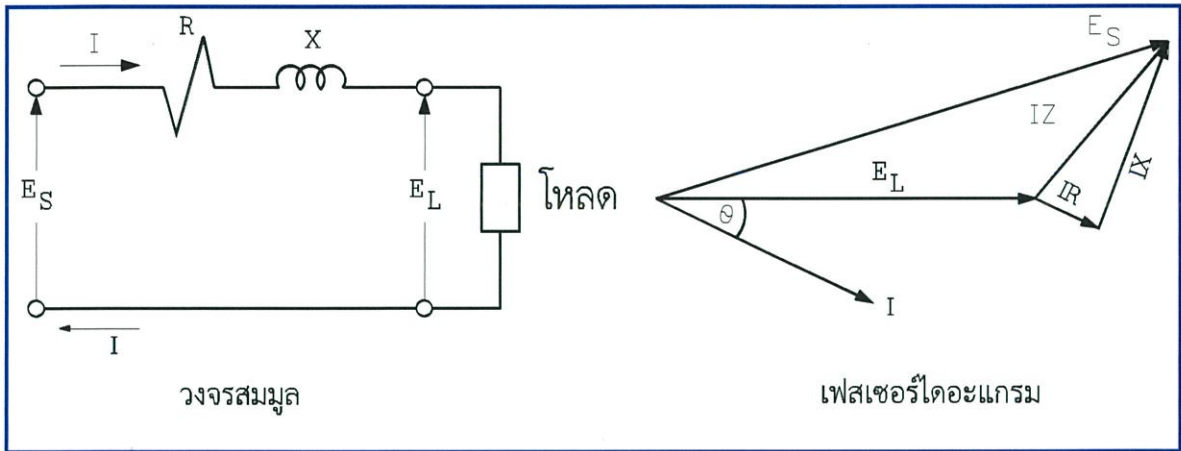 I
R
X
E_S
E_L
โหลด
I
วงจรสมมูล
E_S
IZ
E_L
IR
IX
θ
I
เฟสเซอร์ไดอะแกรม